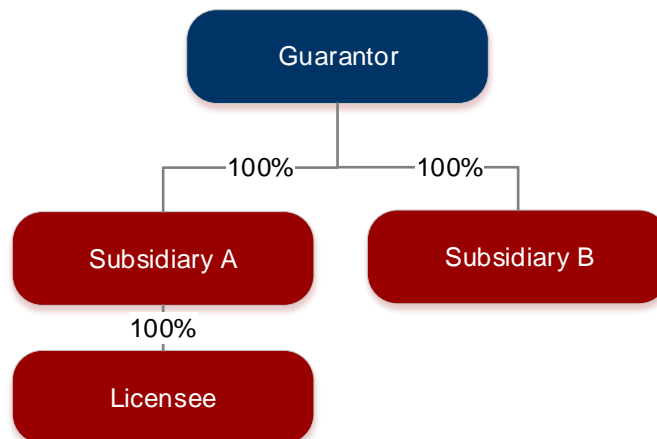 Guarantor
100%
100%
Subsidiary A
Subsidiary B
100%
Licensee